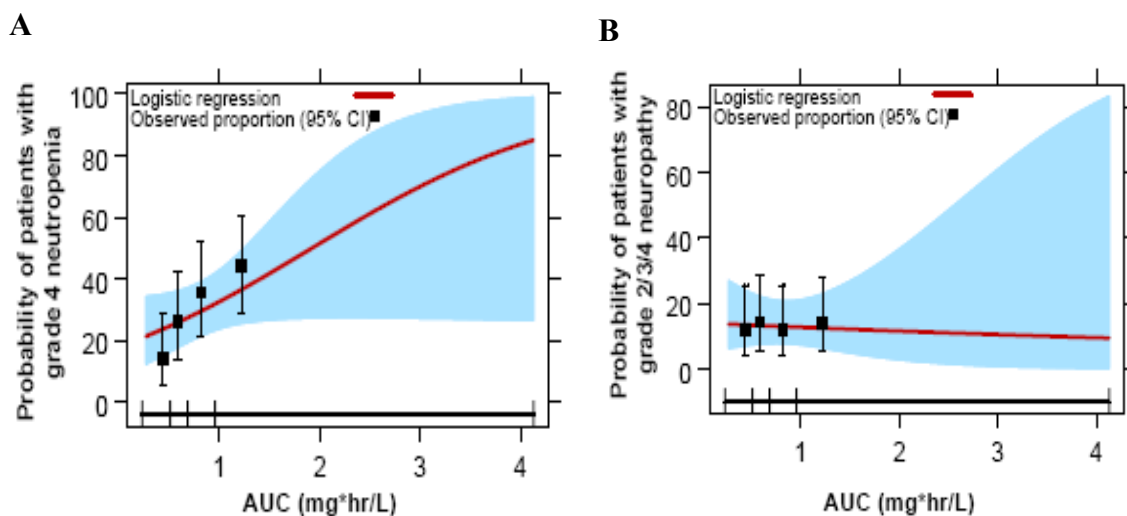 A
Probability of patients with
grade 4 neutropenia
100
80
60
40
20
0
Logistic regression
Observed proportion (95% CI)
1 2 3 4
AUC (mg*hr/L)
B
Probability of patients with
grade 2/3/4 neuropathy
80
60
40
20
0
Logistic regression
Observed proportion (95% CI)
1 2 3 4
AUC (mg*hr/L)